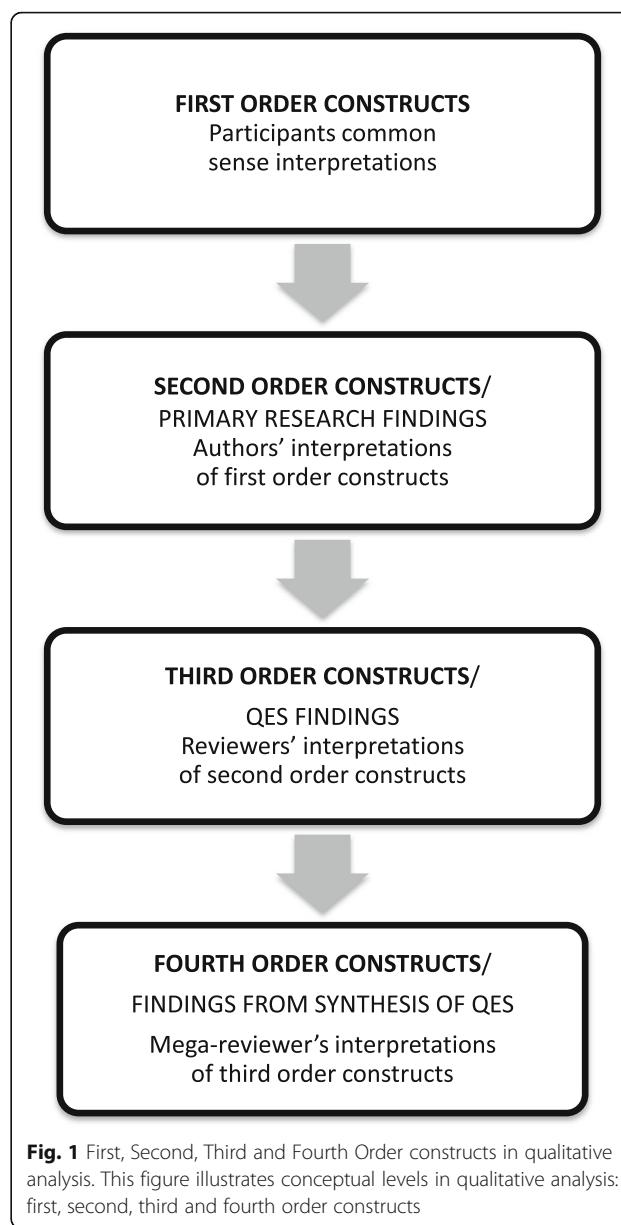 FIRST ORDER CONSTRUCTS
Participants common
sense interpretations
SECOND ORDER CONSTRUCTS/
PRIMARY RESEARCH FINDINGS
Authors’ interpretations
of first order constructs
THIRD ORDER CONSTRUCTS/
QES FINDINGS
Reviewers’ interpretations
of second order constructs
FOURTH ORDER CONSTRUCTS/
FINDINGS FROM SYNTHESIS OF QES
Mega-reviewer’s interpretations
of third order constructs
Fig. 1 First, Second, Third and Fourth Order constructs in qualitative
analysis. This figure illustrates conceptual levels in qualitative analysis:
first, second, third and fourth order constructs